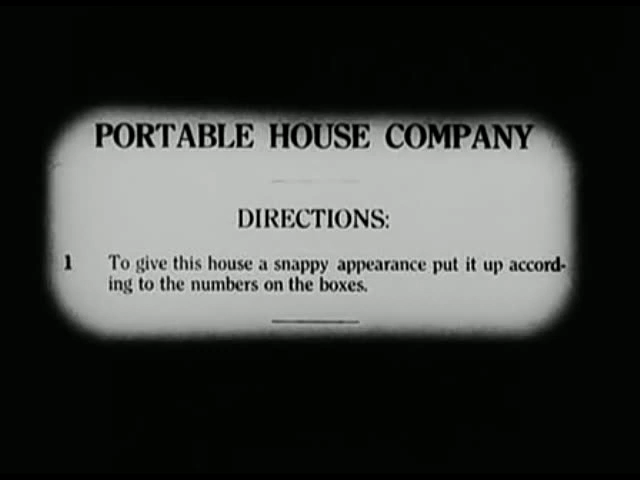 PORTABLE HOUSE COMPANY
DIRECTIONS:
1 To give this house a snappy appearance put it up accord-
ing to the numbers on the boxes.